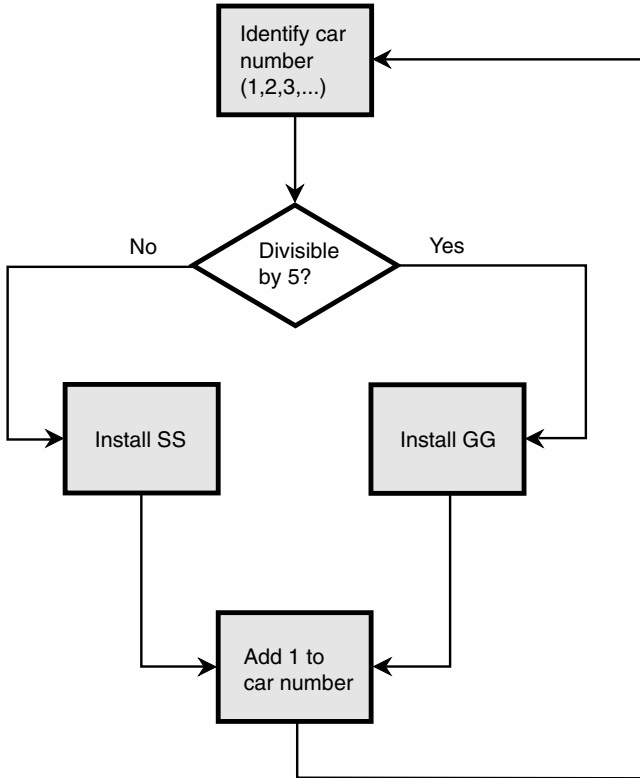 Identify car
number
(1,2,3,...)
No
Divisible
by 5?
Yes
Install SS
Install GG
Add 1 to
car number